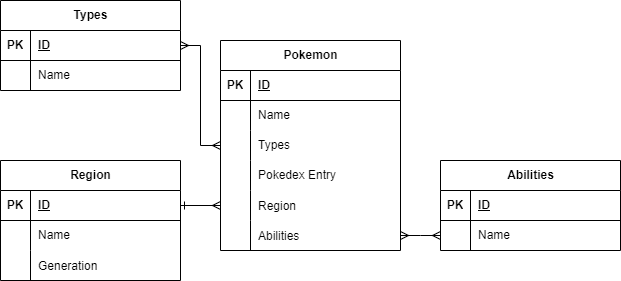 Types
PK ID
Name
Pokemon
PK ID
Name
Types
Pokedex Entry
Region
Abilities
Region
PK ID
Name
Generation
Abilities
PK ID
Name